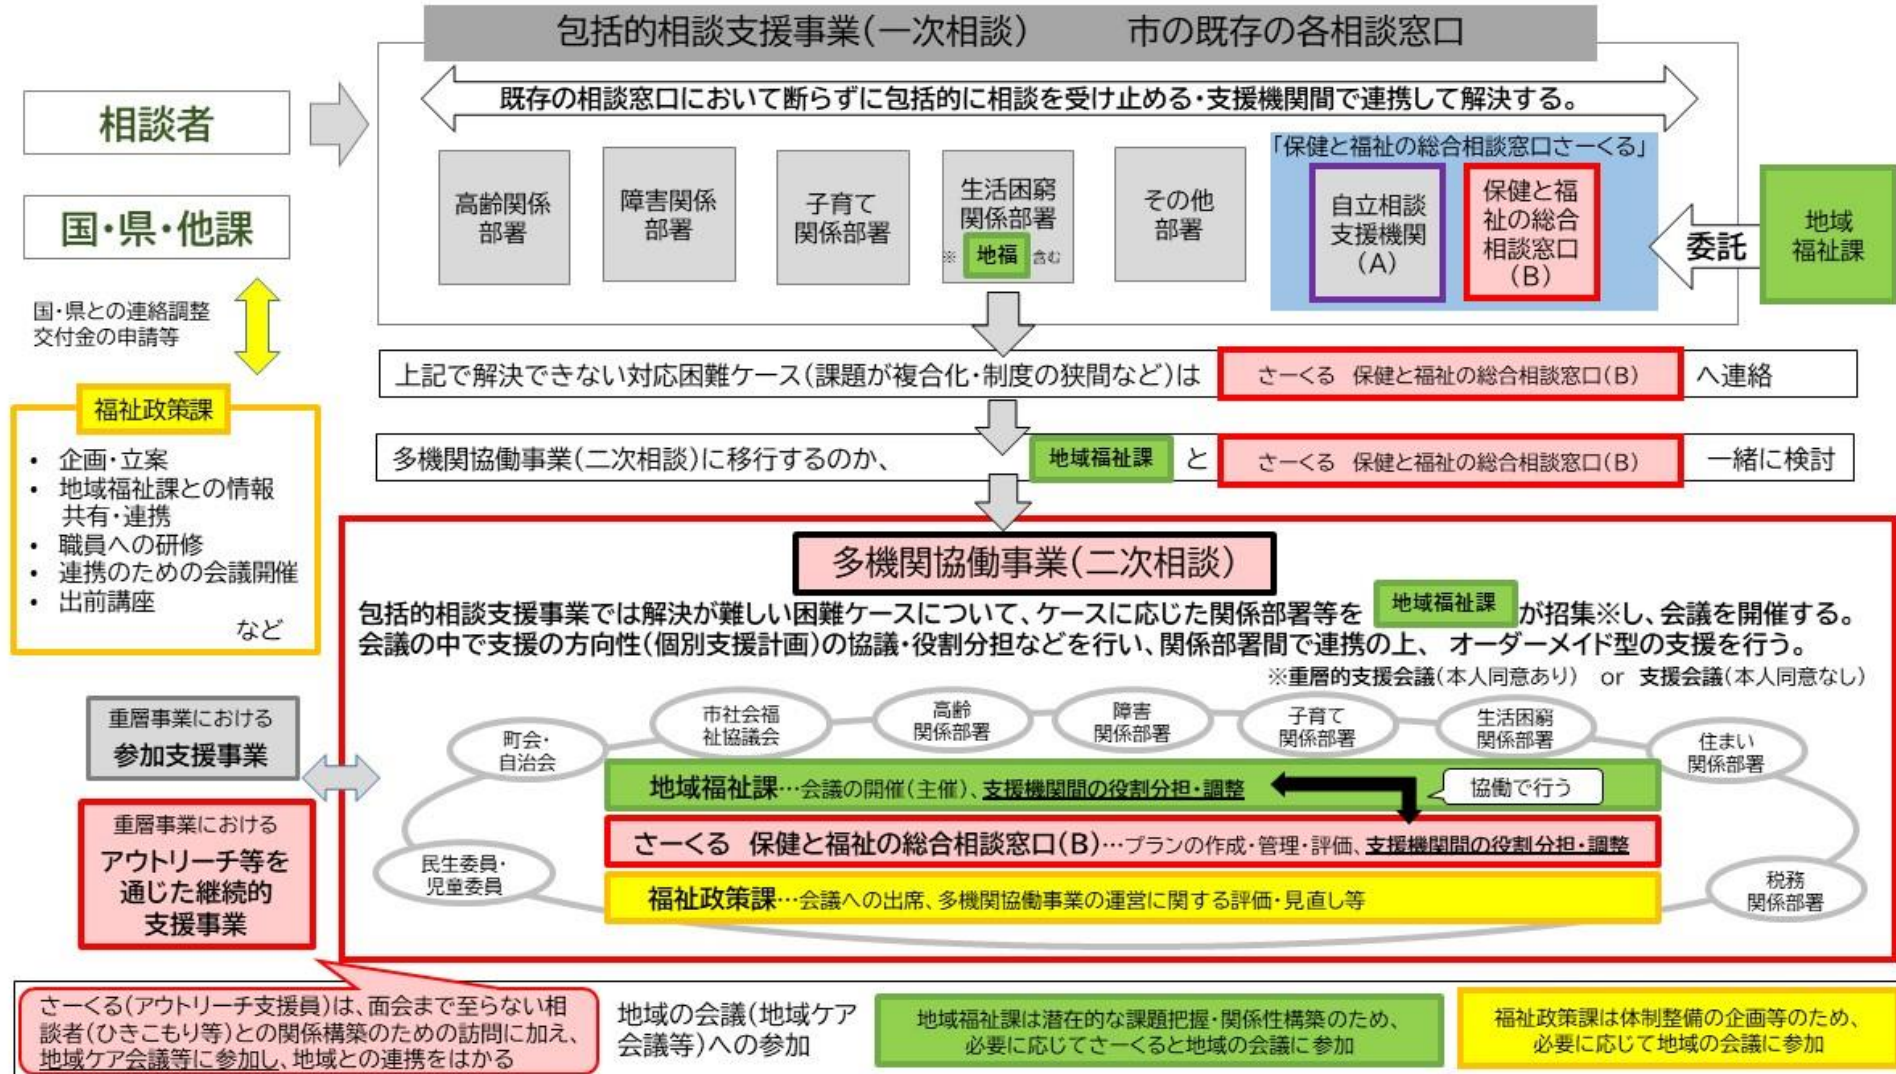 包括的相談支援事業(一次相談)　　市の既存の各相談窓口
既存の相談窓口において断らずに包括的に相談を受け止める・支援機関間で連携して解決する。
相談者
国・県・他課
国・県との連絡調整
交付金の申請等
高齢関係
部署
障害関係
部署
子育て
関係部署
生活困窮
関係部署
※ 地福 含む
その他
部署
「保健と福祉の総合相談窓口さーくる」
自立相談
支援機関
(A)
保健と福
祉の総合
相談窓口
(B)
委託
地域
福祉課
上記で解決できない対応困難ケース(課題が複合化・制度の狭間など)は さーくる 保健と福祉の総合相談窓口(B) へ連絡
多機関協働事業(二次相談)に移行するのか、 地域福祉課 と さーくる 保健と福祉の総合相談窓口(B) 一緒に検討
福祉政策課
・ 企画・立案
・ 地域福祉課との情報
共有・連携
・ 職員への研修
・ 連携のための会議開催
・ 出前講座
など
多機関協働事業(二次相談)
包括的相談支援事業では解決が難しい困難ケースについて、ケースに応じた関係部署等を 地域福祉課 が招集※し、会議を開催する。
会議の中で支援の方向性(個別支援計画)の協議・役割分担などを行い、関係部署間で連携の上、 オーダーメイド型の支援を行う。
※重層的支援会議(本人同意あり) or 支援会議(本人同意なし)
町会・
自治会
市社会福
祉協議会
高齢
関係部署
障害
関係部署
子育て
関係部署
生活困窮
関係部署
住まい
関係部署
税務
関係部署
民生委員・
児童委員
地域福祉課…会議の開催(主催)、支援機関間の役割分担・調整
協働で行う
さーくる 保健と福祉の総合相談窓口(B)…プランの作成・管理・評価、支援機関間の役割分担・調整
福祉政策課…会議への出席、多機関協働事業の運営に関する評価・見直し等
重層事業における
参加支援事業
重層事業における
アウトリーチ等を
通じた継続的
支援事業
さーくる(アウトリーチ支援員)は、面会まで至らない相
談者(ひきこもり等)との関係構築のための訪問に加え、
地域ケア会議等に参加し、地域との連携をはかる
地域の会議(地域ケア
会議等)への参加
地域福祉課は潜在的な課題把握・関係性構築のため、
必要に応じてさーくると地域の会議に参加
福祉政策課は体制整備の企画等のため、
必要に応じて地域の会議に参加